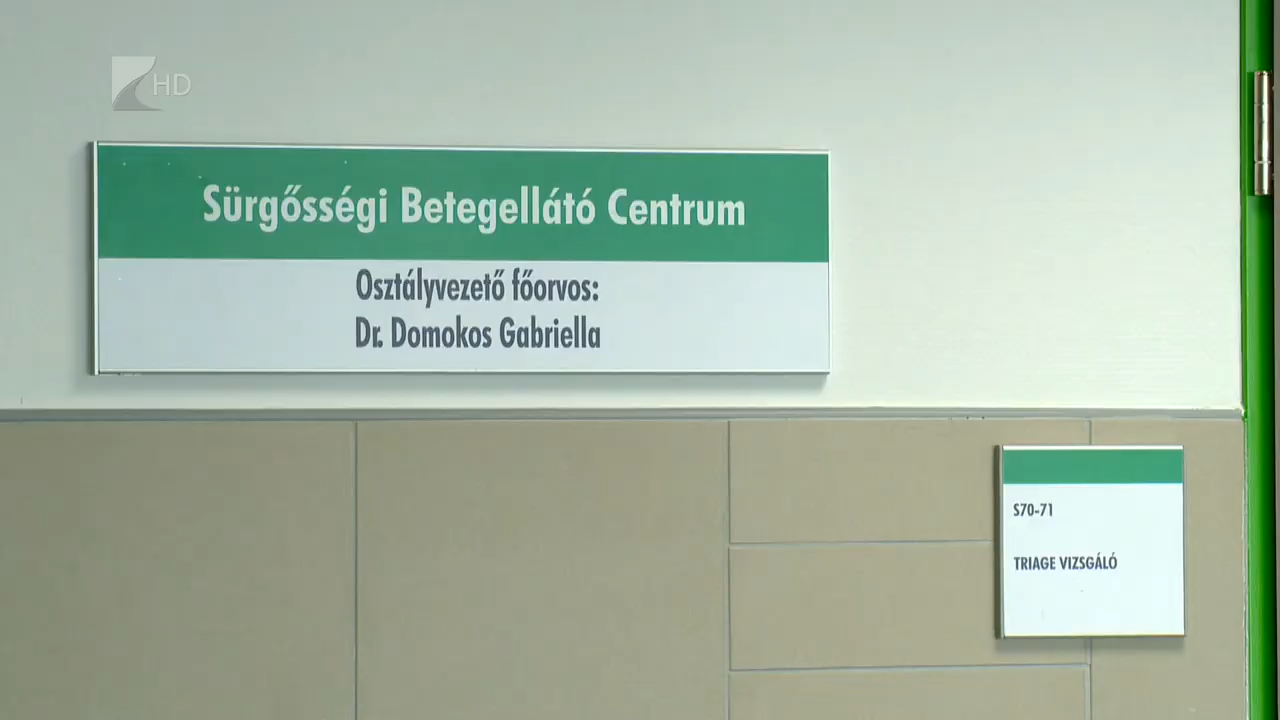 HD
Sürgősségi Betegellátó Centrum
Osztályvezető főorvos:
Dr. Domokos Gabriella
S70-71
TRIAGE VIZSGÁLÓ